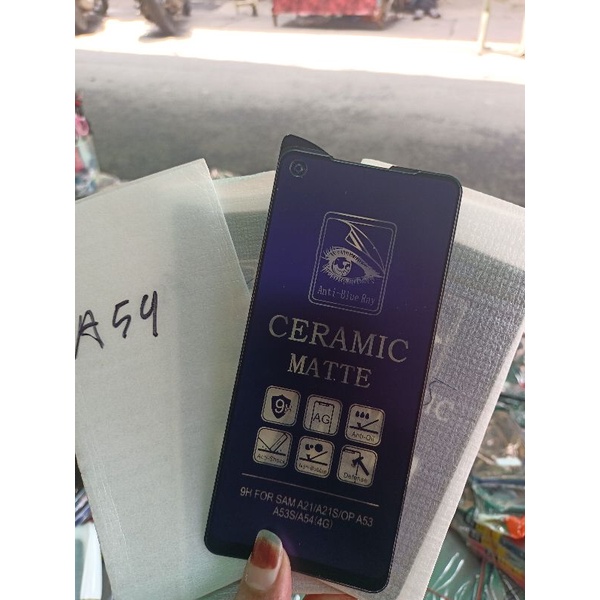 A54
Anti-Blue Ray
CERAMIC
MATTE
9H
AG
Anti-Oil
Defense
9H FOR SAM A21/A21S/OP A53
A53S/A54(4G)